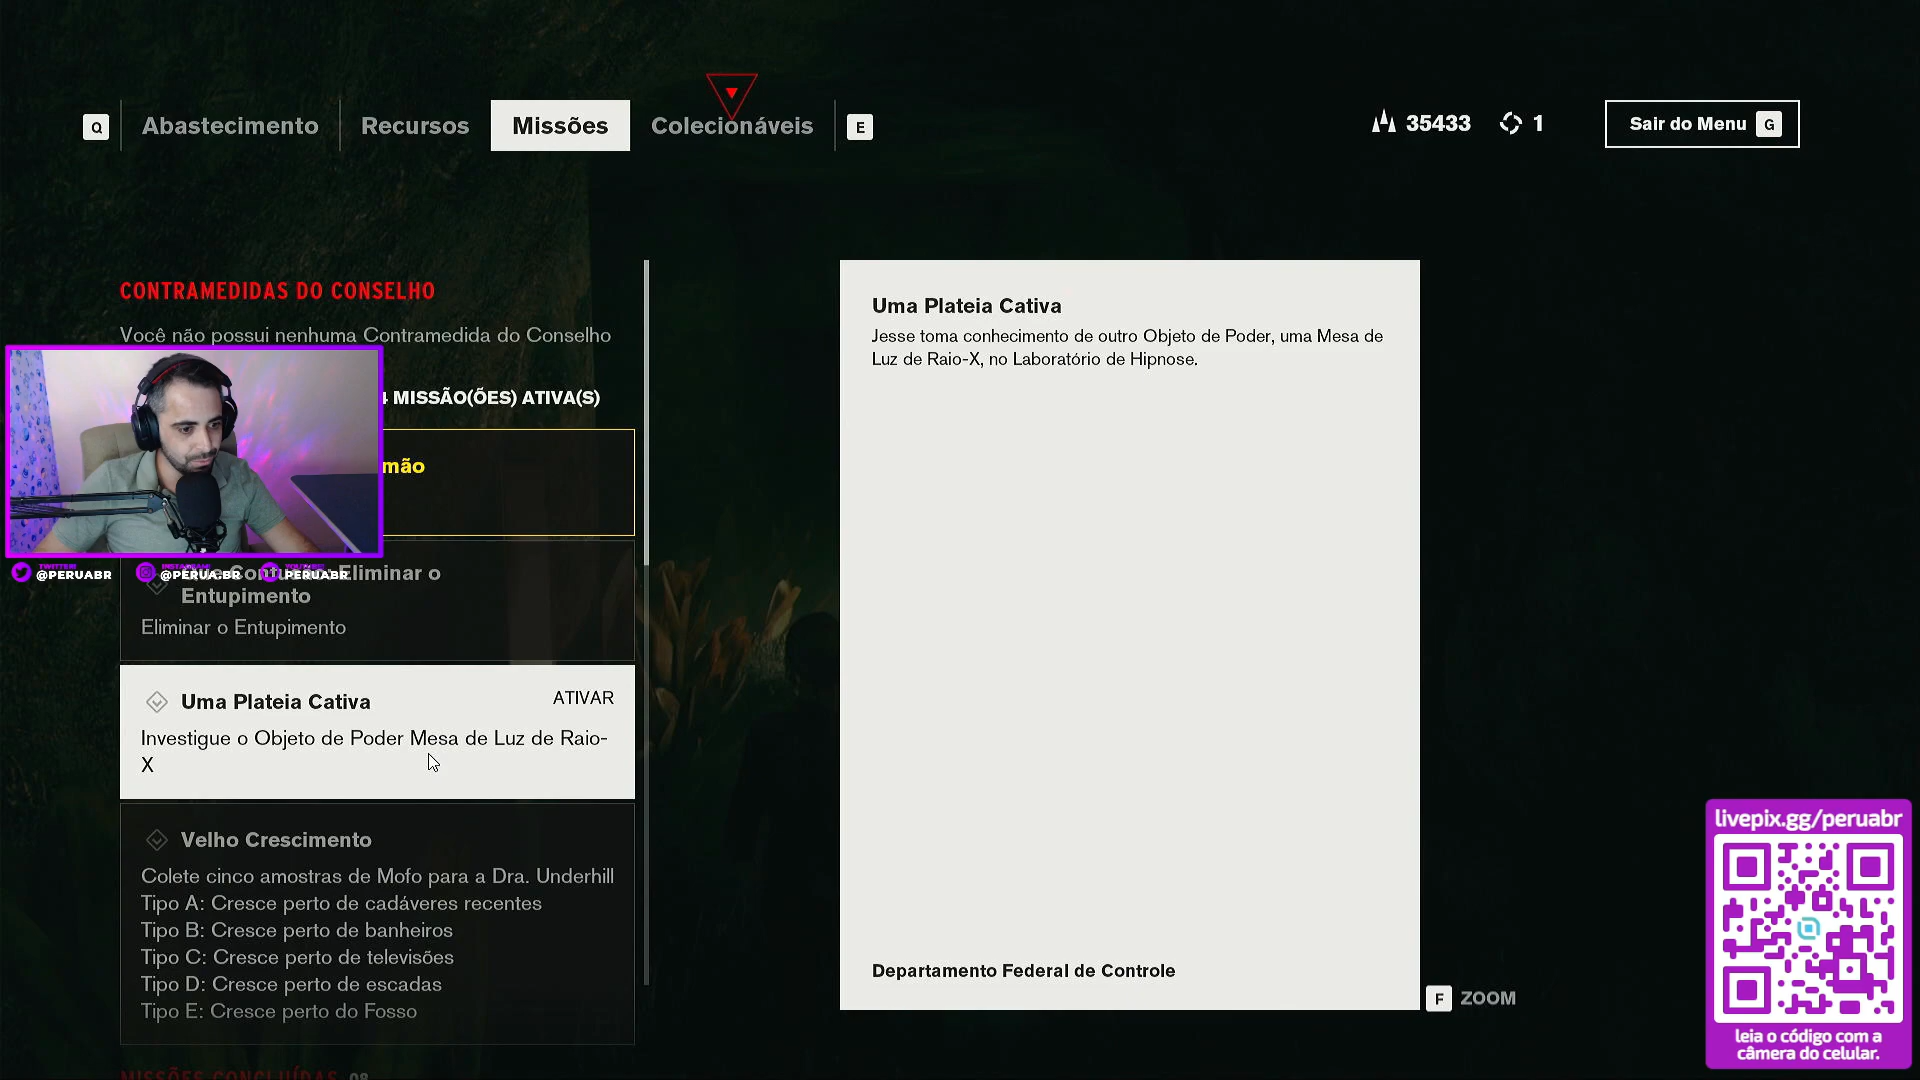 Q
Abastecimento
Recursos
Missões
Colecionáveis
E
35433
1
Sair do Menu G
CONTRAMEDIDAS DO CONSELHO
Você não possui nenhuma Contramedida do Conselho
4 MISSÃO(ÕES) ATIVA(S)
mão
TWITTER
@PERUABR
INSTAGRAM
@PERUA.BR
PERUABR
Eliminar o
Entupimento
Eliminar o Entupimento
Uma Plateia Cativa
ATIVAR
Investigue o Objeto de Poder Mesa de Luz de Raio-
X
Velho Crescimento
Colete cinco amostras de Mofo para a Dra. Underhill
Tipo A: Cresce perto de cadáveres recentes
Tipo B: Cresce perto de banheiros
Tipo C: Cresce perto de televisões
Tipo D: Cresce perto de escadas
Tipo E: Cresce perto do Fosso
MISSÕES CONCLUÍDAS
Uma Plateia Cativa
Jesse toma conhecimento de outro Objeto de Poder, uma Mesa de
Luz de Raio-X, no Laboratório de Hipnose.
Departamento Federal de Controle
F ZOOM
livepix.gg/peruabr
leia o código com a
câmera do celular.